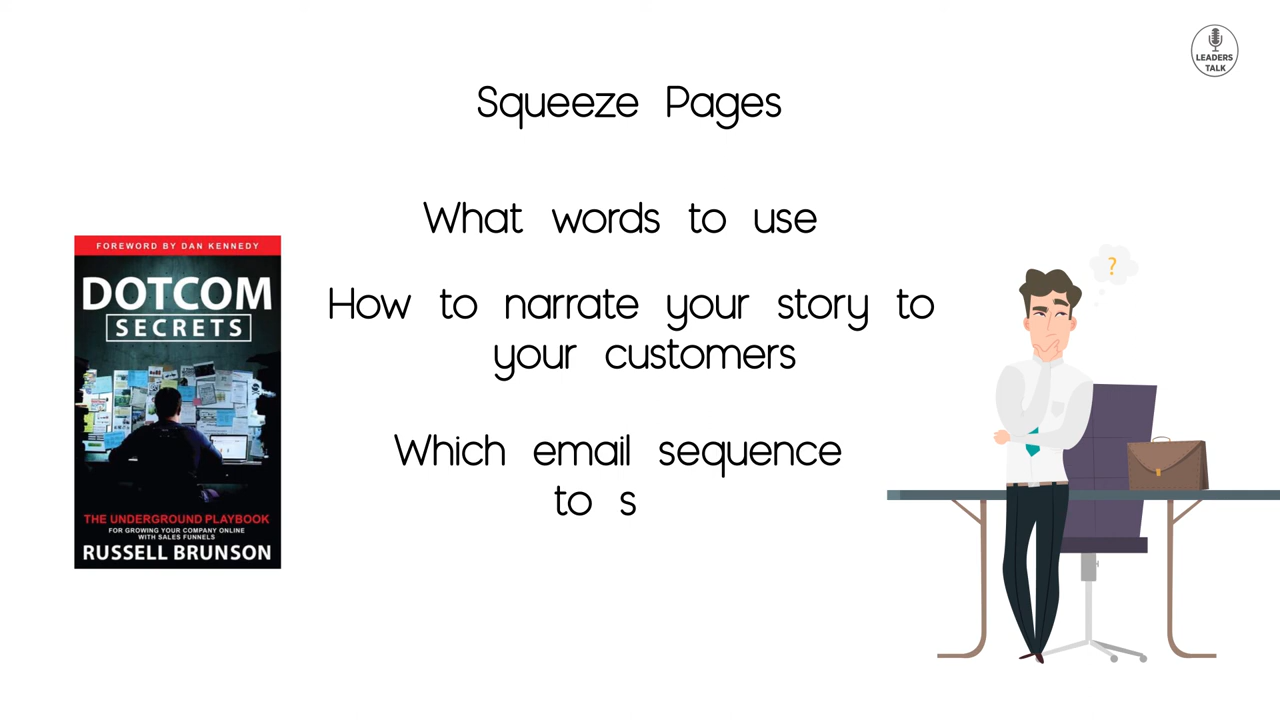 LEADERS
TALK
Squeeze Pages
What words to use
How to narrate your story to
your customers
Which email sequence
to s
FOREWORD BY DAN KENNEDY
DOTCOM
SECRETS
THE UNDERGROUND PLAYBOOK
FOR GROWING YOUR COMPANY ONLINE
WITH SALES FUNNELS
RUSSELL BRUNSON
?